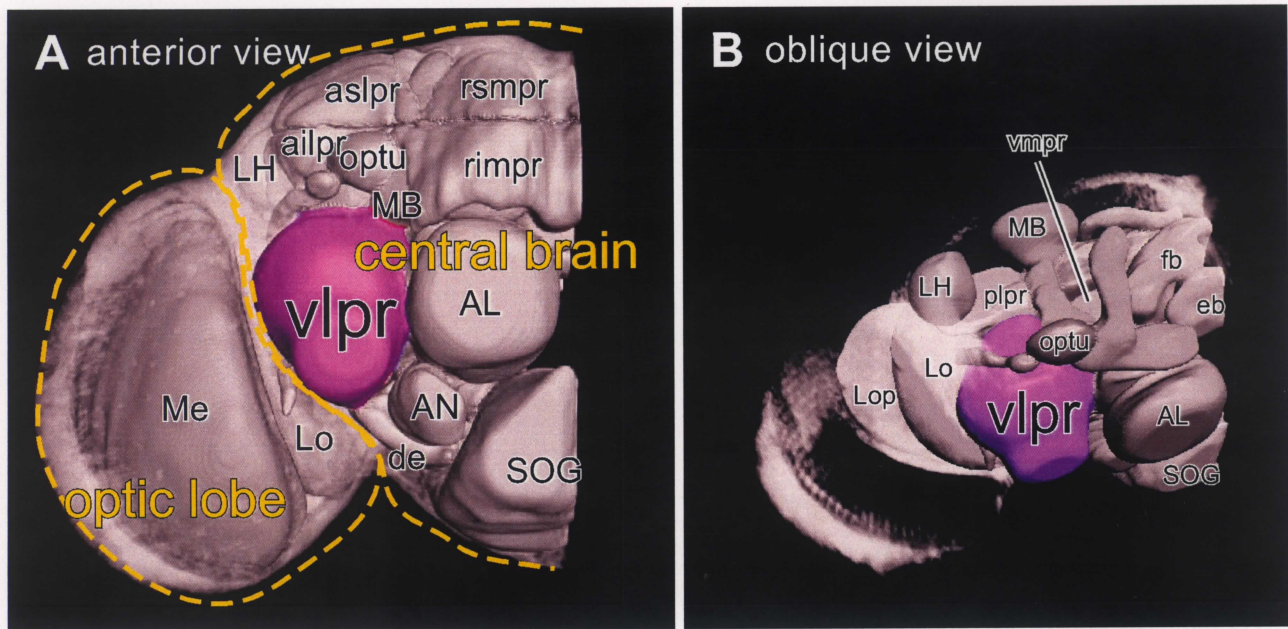 A anterior view
aslpr
rsmpr
ailpr
optu
LH
rimpr
MB
central brain
vlpr
AL
Me
AN
Lo
de
SOG
optic lobe
B oblique view
vmpr
MB
fb
LH
plpr
eb
optu
Lo
Lop
vlpr
AL
SOG